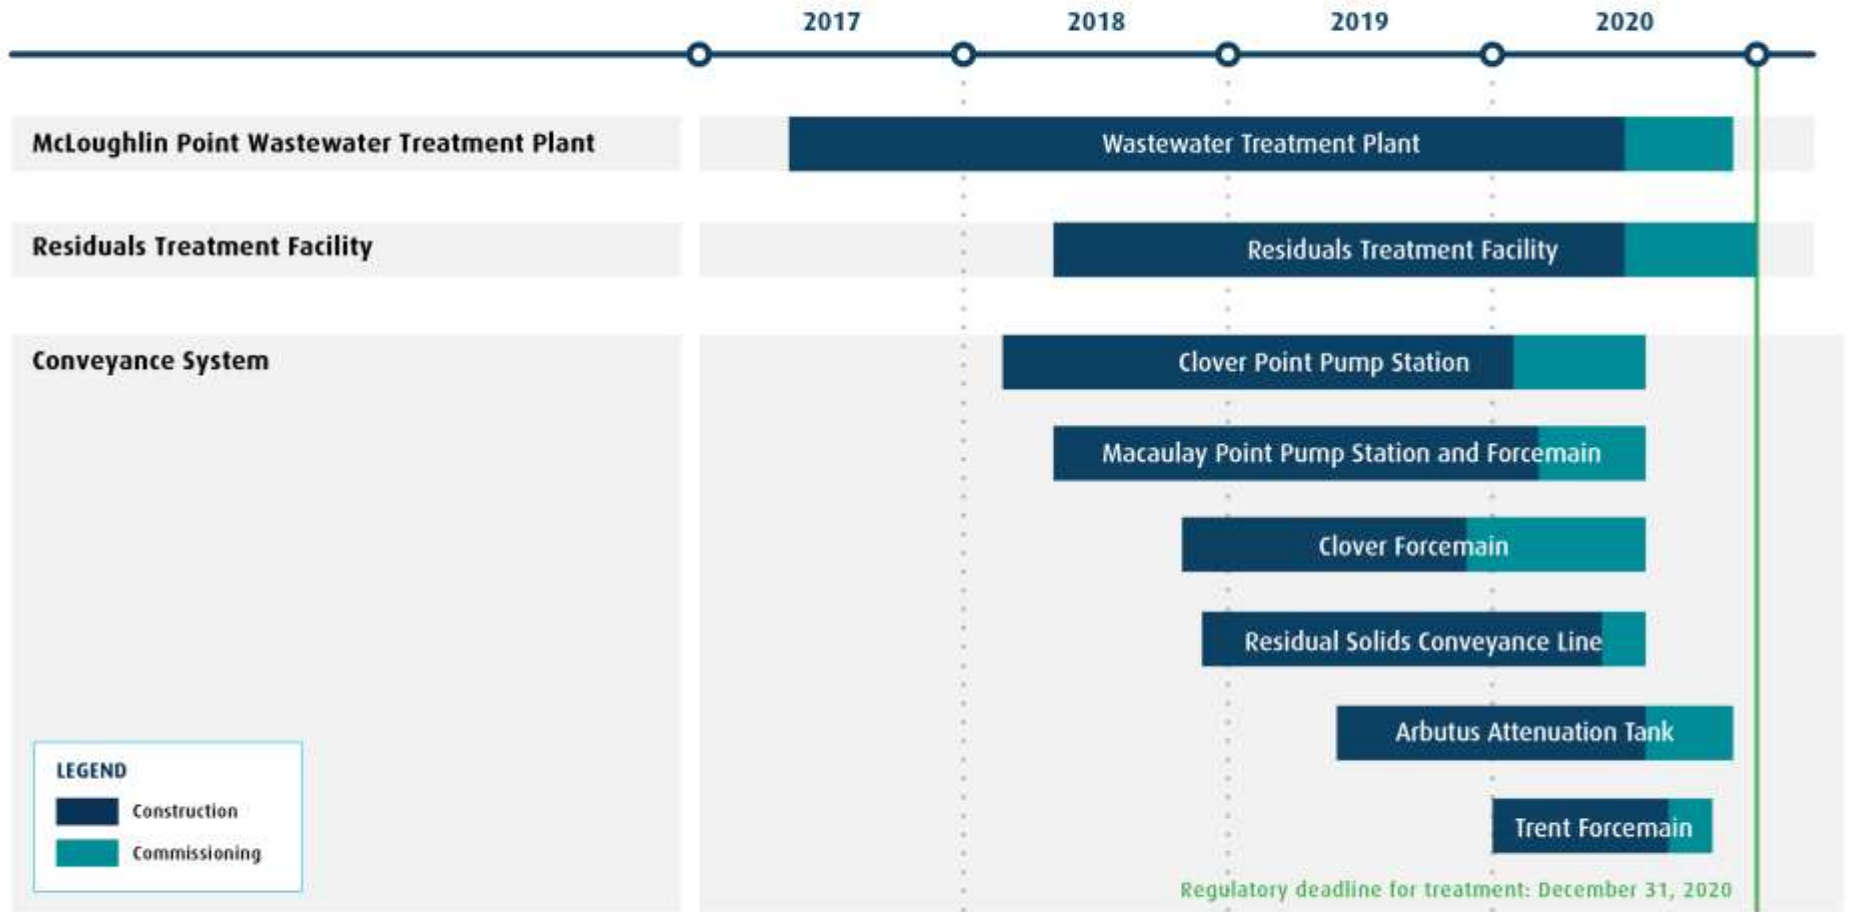 2017 2018 2019 2020
McLoughlin Point Wastewater Treatment Plant
Wastewater Treatment Plant
Residuals Treatment Facility
Residuals Treatment Facility
Conveyance System
Clover Point Pump Station
Macaulay Point Pump Station and Forcemain
Clover Forcemain
Residual Solids Conveyance Line
Arbutus Attenuation Tank
Trent Forcemain
LEGEND
Construction
Commissioning
Regulatory deadline for treatment: December 31, 2020